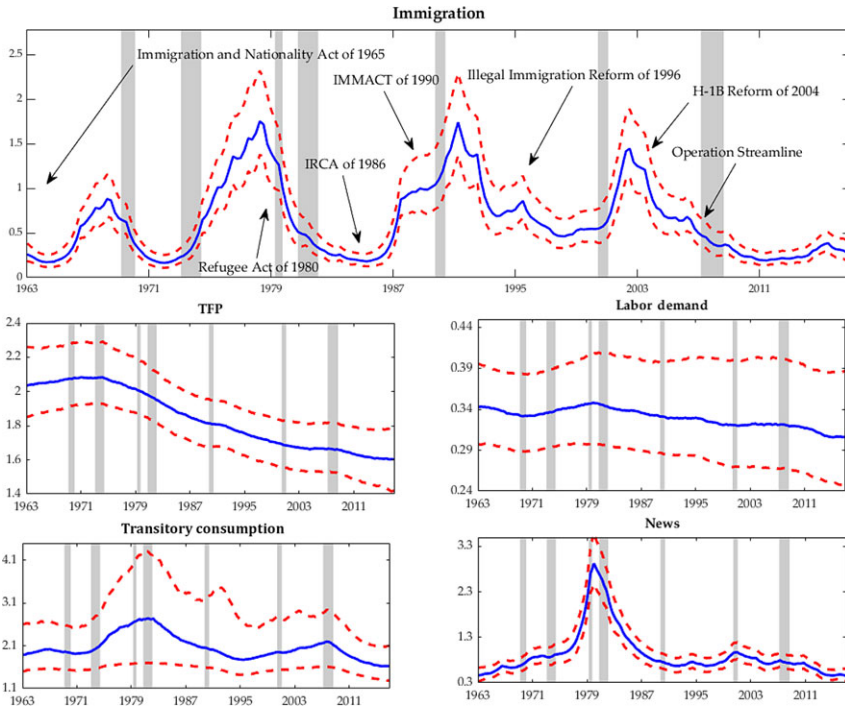 Immigration
2.5
2
1.5
1
0.5
0
Immigration and Nationality Act of 1965
IMMACT of 1990
Illegal Immigration Reform of 1996
H-1B Reform of 2004
Operation Streamline
IRCA of 1986
Refugee Act of 1980
1963 1971 1979 1987 1995 2003 2011
TFP
2.4
2.2
2
1.8
1.6
1.4
1963 1971 1979 1987 1995 2003 2011
Labor demand
0.44
0.39
0.34
0.29
0.24
1963 1971 1979 1987 1995 2003 2011
Transitory consumption
4.1
3.1
2.1
1.1
1963 1971 1979 1987 1995 2003 2011
News
3.3
2.3
1.3
0.3
1963 1971 1979 1987 1995 2003 2011